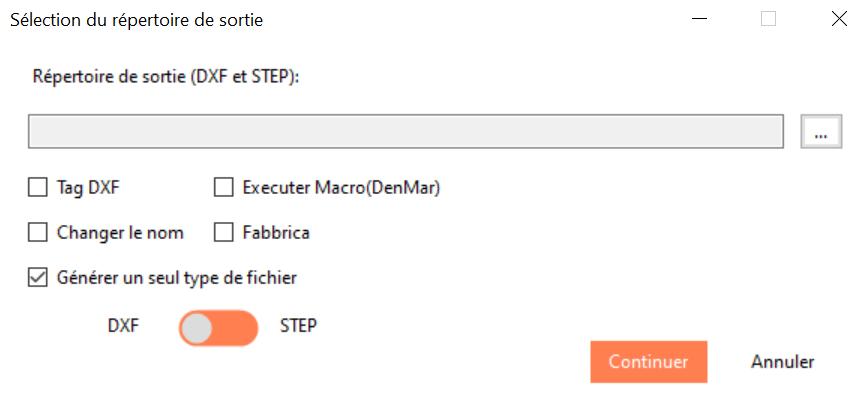 Sélection du répertoire de sortie
Répertoire de sortie (DXF et STEP):
...
Tag DXF
Executer Macro(DenMar)
Changer le nom
Fabbrica
Générer un seul type de fichier
DXF
STEP
Continuer
Annuler